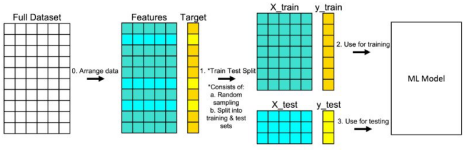 Full Dataset
Features
Target
X_train
y_train
0. Arrange data
1. *Train Test Split
*Consists of:
a. Random
sampling
b. Split into
training & test
sets
2. Use for training
ML Model
X_test
y_test
3. Use for testing